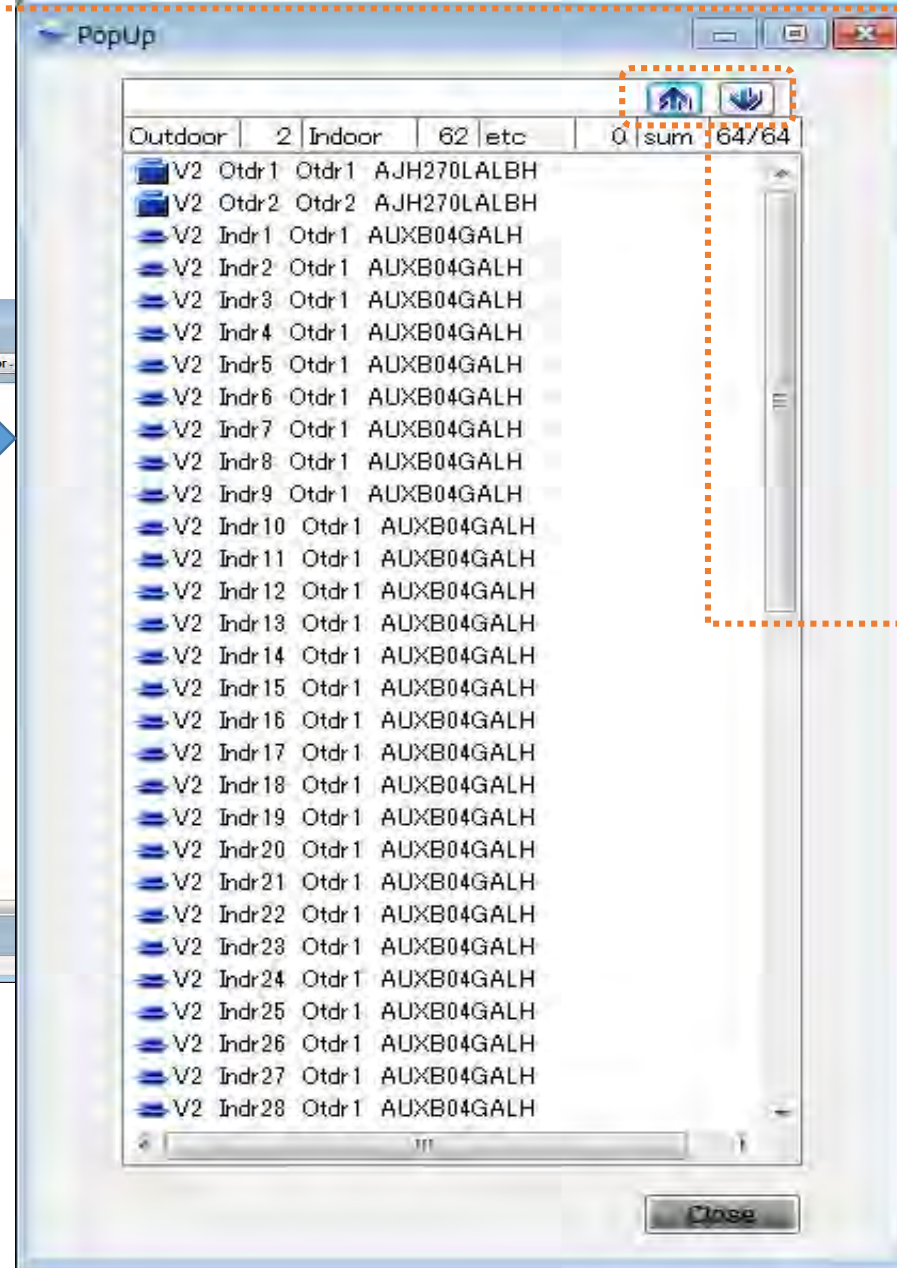 PopUp
Outdoor 2 Indoor 62 etc 0 sum 64/64
V2 Otdr1 Otdr1 AJH270LALBH
V2 Otdr2 Otdr2 AJH270LALBH
V2 Indr1 Otdr1 AUXB04GALH
V2 Indr2 Otdr1 AUXB04GALH
V2 Indr3 Otdr1 AUXB04GALH
V2 Indr4 Otdr1 AUXB04GALH
V2 Indr5 Otdr1 AUXB04GALH
V2 Indr6 Otdr1 AUXB04GALH
V2 Indr7 Otdr1 AUXB04GALH
V2 Indr8 Otdr1 AUXB04GALH
V2 Indr9 Otdr1 AUXB04GALH
V2 Indr10 Otdr1 AUXB04GALH
V2 Indr11 Otdr1 AUXB04GALH
V2 Indr12 Otdr1 AUXB04GALH
V2 Indr13 Otdr1 AUXB04GALH
V2 Indr14 Otdr1 AUXB04GALH
V2 Indr15 Otdr1 AUXB04GALH
V2 Indr16 Otdr1 AUXB04GALH
V2 Indr17 Otdr1 AUXB04GALH
V2 Indr18 Otdr1 AUXB04GALH
V2 Indr19 Otdr1 AUXB04GALH
V2 Indr20 Otdr1 AUXB04GALH
V2 Indr21 Otdr1 AUXB04GALH
V2 Indr22 Otdr1 AUXB04GALH
V2 Indr23 Otdr1 AUXB04GALH
V2 Indr24 Otdr1 AUXB04GALH
V2 Indr25 Otdr1 AUXB04GALH
V2 Indr26 Otdr1 AUXB04GALH
V2 Indr27 Otdr1 AUXB04GALH
V2 Indr28 Otdr1 AUXB04GALH
Close